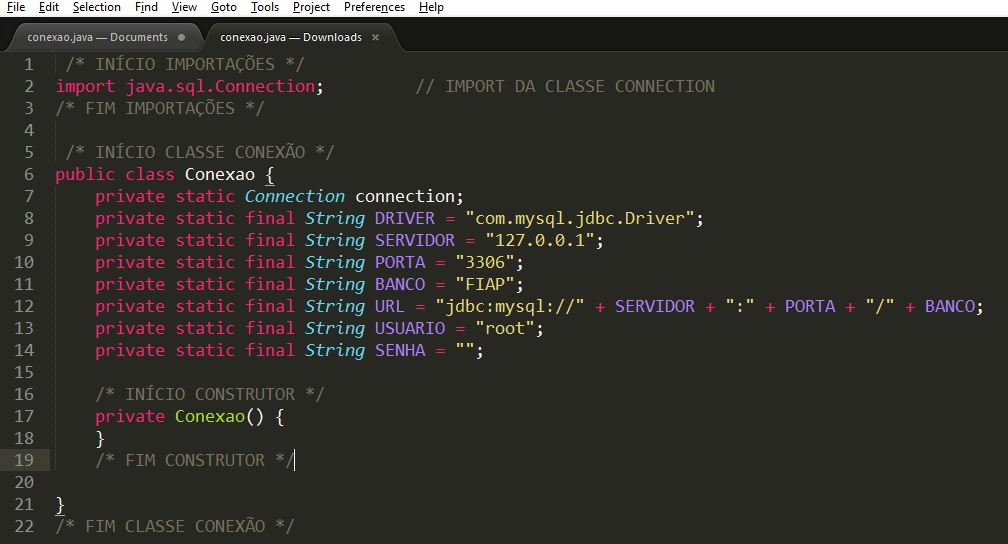 File Edit Selection Find View Goto Tools Project Preferences Help
conexao.java — Documents ● conexao.java — Downloads ×
1 /* INÍCIO IMPORTAÇÕES */
2 import java.sql.Connection; // IMPORT DA CLASSE CONNECTION
3 /* FIM IMPORTAÇÕES */
4
5 /* INÍCIO CLASSE CONEXÃO */
6 public class Conexao {
7 private static Connection connection;
8 private static final String DRIVER = "com.mysql.jdbc.Driver";
9 private static final String SERVIDOR = "127.0.0.1";
10 private static final String PORTA = "3306";
11 private static final String BANCO = "FIAP";
12 private static final String URL = "jdbc:mysql://" + SERVIDOR + ":" + PORTA + "/" + BANCO;
13 private static final String USUARIO = "root";
14 private static final String SENHA = "";
15
16 /* INÍCIO CONSTRUTOR */
17 private Conexao() {
18 }
19 /* FIM CONSTRUTOR */
20
21 }
22 /* FIM CLASSE CONEXÃO */